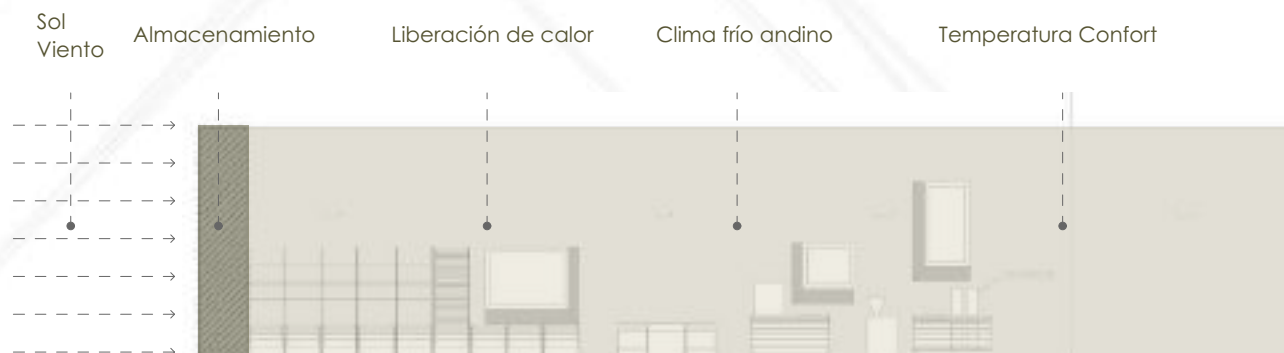 Sol
Viento
Almacenamiento
Liberación de calor
Clima frío andino
Temperatura Confort